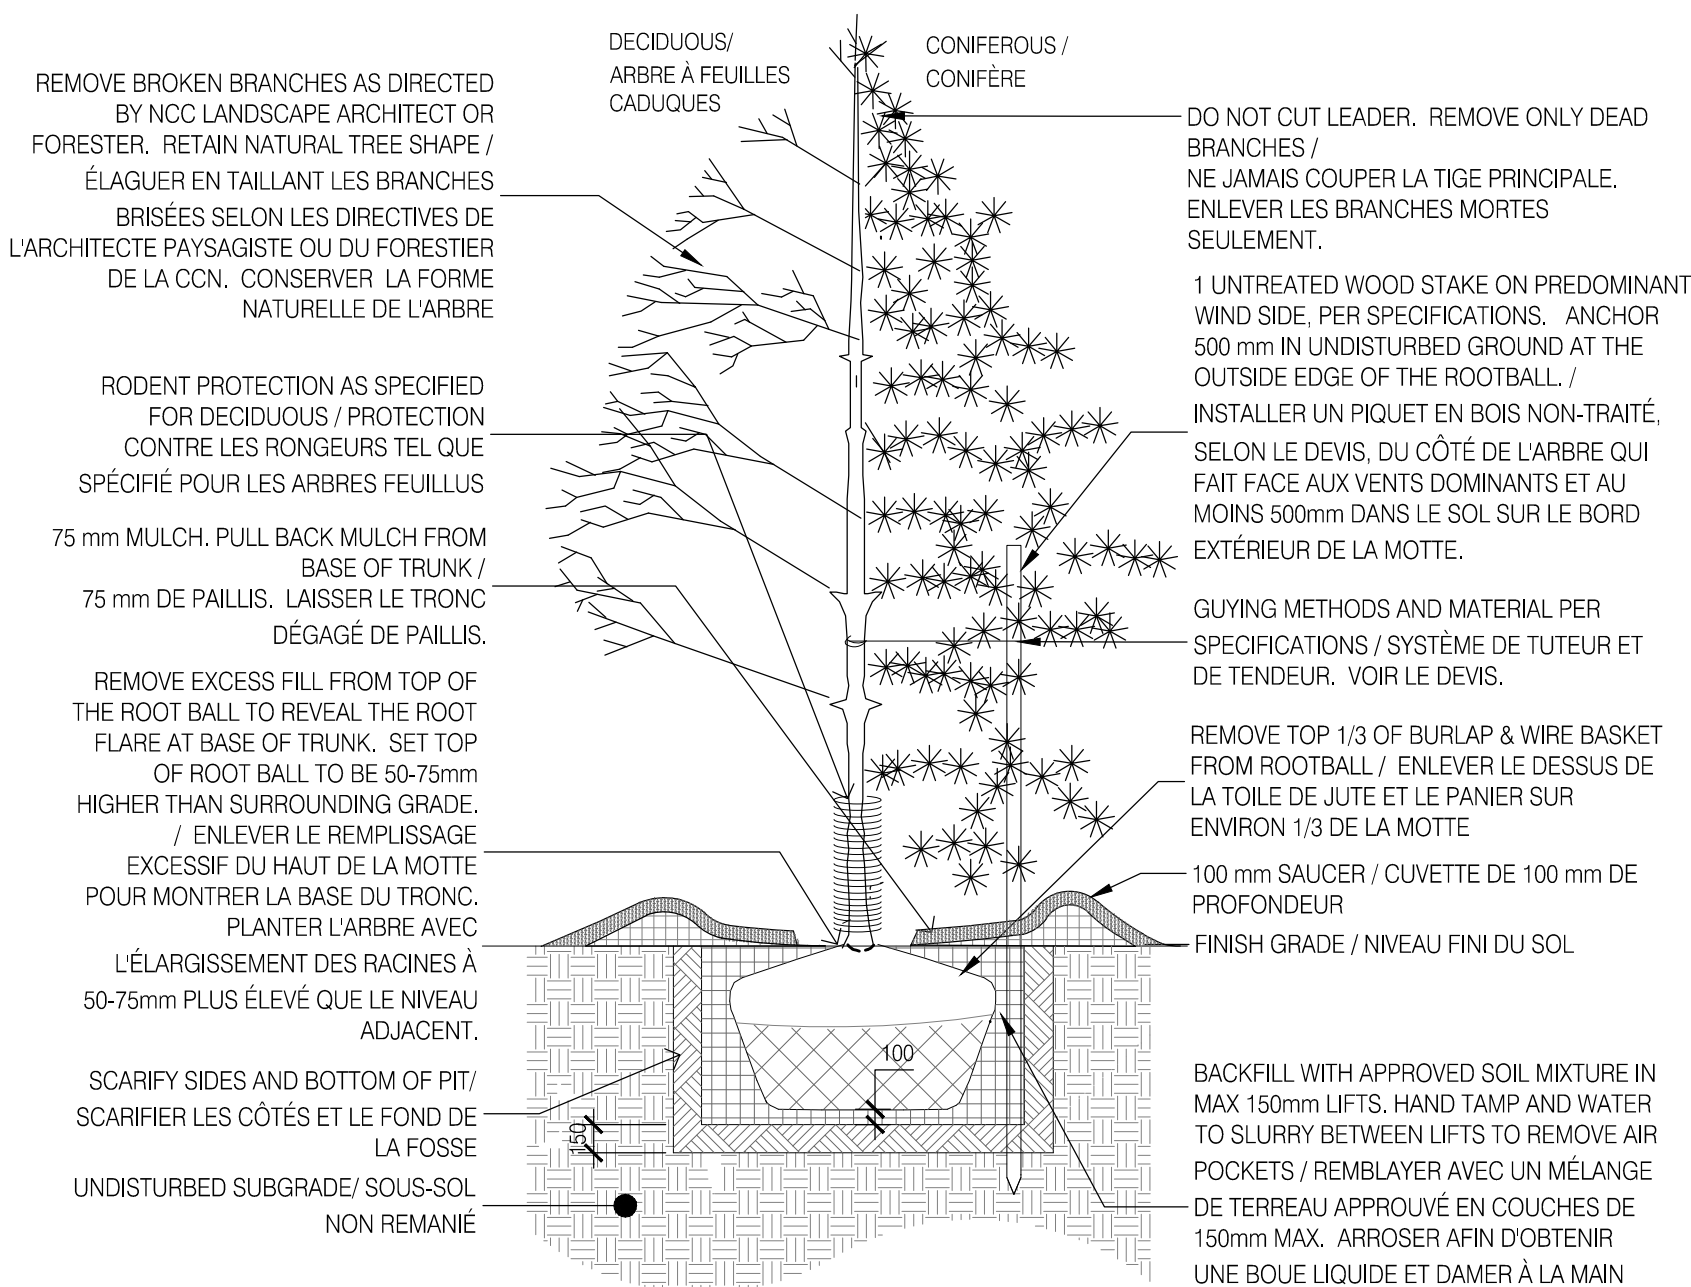 DECIDUOUS/
ARBRE À FEUILLES
CADUQUES
CONIFEROUS /
CONIFÈRE
REMOVE BROKEN BRANCHES AS DIRECTED
BY NCC LANDSCAPE ARCHITECT OR
FORESTER. RETAIN NATURAL TREE SHAPE /
ÉLAGUER EN TAILLANT LES BRANCHES
BRISÉES SELON LES DIRECTIVES DE
L'ARCHITECTE PAYSAGISTE OU DU FORESTIER
DE LA CCN. CONSERVER LA FORME
NATURELLE DE L'ARBRE
RODENT PROTECTION AS SPECIFIED
FOR DECIDUOUS / PROTECTION
CONTRE LES RONGEURS TEL QUE
SPÉCIFIÉ POUR LES ARBRES FEUILLUS
75 mm MULCH. PULL BACK MULCH FROM
BASE OF TRUNK /
75 mm DE PAILLIS. LAISSER LE TRONC
DÉGAGÉ DE PAILLIS.
REMOVE EXCESS FILL FROM TOP OF
THE ROOT BALL TO REVEAL THE ROOT
FLARE AT BASE OF TRUNK. SET TOP
OF ROOT BALL TO BE 50-75mm
HIGHER THAN SURROUNDING GRADE.
/ ENLEVER LE REMPLISSAGE
EXCESSIF DU HAUT DE LA MOTTE
POUR MONTRER LA BASE DU TRONC.
PLANTER L'ARBRE AVEC
L'ÉLARGISSEMENT DES RACINES À
50-75mm PLUS ÉLEVÉ QUE LE NIVEAU
ADJACENT.
SCARIFY SIDES AND BOTTOM OF PIT/
SCARIFIER LES CÔTÉS ET LE FOND DE
LA FOSSE
UNDISTURBED SUBGRADE/ SOUS-SOL
NON REMANIÉ
150
100
DO NOT CUT LEADER. REMOVE ONLY DEAD
BRANCHES /
NE JAMAIS COUPER LA TIGE PRINCIPALE.
ENLEVER LES BRANCHES MORTES
SEULEMENT.
1 UNTREATED WOOD STAKE ON PREDOMINANT
WIND SIDE, PER SPECIFICATIONS. ANCHOR
500 mm IN UNDISTURBED GROUND AT THE
OUTSIDE EDGE OF THE ROOTBALL. /
INSTALLER UN PIQUET EN BOIS NON-TRAITÉ,
SELON LE DEVIS, DU CÔTÉ DE L'ARBRE QUI
FAIT FACE AUX VENTS DOMINANTS ET AU
MOINS 500mm DANS LE SOL SUR LE BORD
EXTÉRIEUR DE LA MOTTE.
GUYING METHODS AND MATERIAL PER
SPECIFICATIONS / SYSTÈME DE TUTEUR ET
DE TENDEUR. VOIR LE DEVIS.
REMOVE TOP 1/3 OF BURLAP & WIRE BASKET
FROM ROOTBALL / ENLEVER LE DESSUS DE
LA TOILE DE JUTE ET LE PANIER SUR
ENVIRON 1/3 DE LA MOTTE
100 mm SAUCER / CUVETTE DE 100 mm DE
PROFONDEUR
FINISH GRADE / NIVEAU FINI DU SOL
BACKFILL WITH APPROVED SOIL MIXTURE IN
MAX 150mm LIFTS. HAND TAMP AND WATER
TO SLURRY BETWEEN LIFTS TO REMOVE AIR
POCKETS / REMBLAYER AVEC UN MÉLANGE
DE TERREAU APPROUVÉ EN COUCHES DE
150mm MAX. ARROSER AFIN D'OBTENIR
UNE BOUE LIQUIDE ET DAMER À LA MAIN